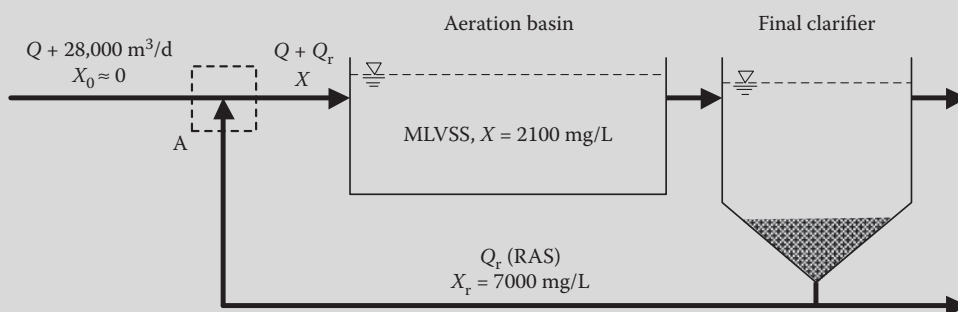 Aeration basin
Final clarifier
Q + 28,000 m³/d
X₀ ≈ 0
Q + Qᵣ
X
A
MLVSS, X = 2100 mg/L
Qᵣ (RAS)
Xᵣ = 7000 mg/L